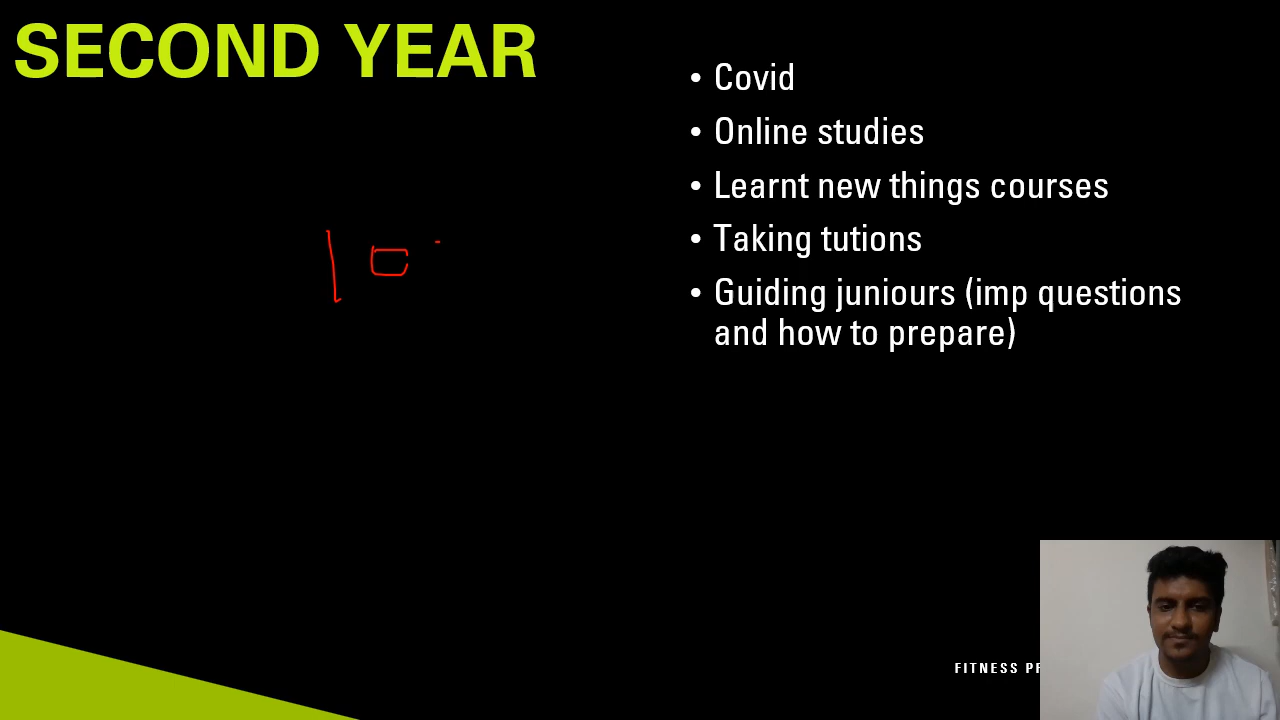 SECOND YEAR
• Covid
• Online studies
• Learnt new things courses
• Taking tutions
• Guiding juniours (imp questions
and how to prepare)
FITNESS